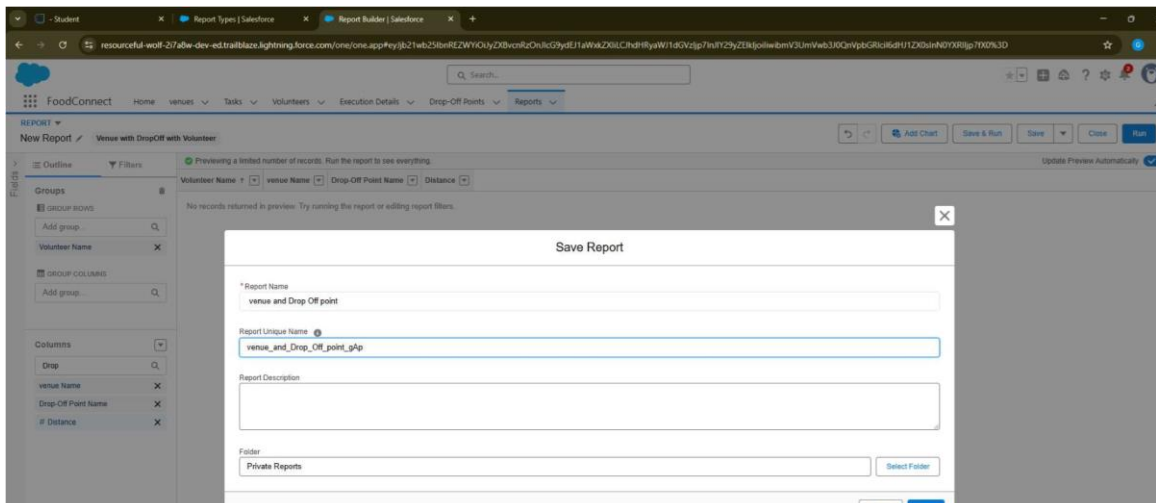 - Student
Report Types | Salesforce
Report Builder | Salesforce
Search...
FoodConnect Home venues Tasks Volunteers Execution Details Drop-Off Points Reports
REPORT
New Report Venue with DropOff with Volunteer
Add Chart Save & Run Save Close Run
Fields
Outline Filters
Previewing a limited number of records. Run the report to see everything.
Update Preview Automatically
Groups
GROUP ROWS
Add group...
Volunteer Name
GROUP COLUMNS
Add group...
Columns
Drop
venue Name
Drop-Off Point Name
# Distance
Volunteer Name venue Name Drop-Off Point Name Distance
No records returned in preview. Try running the report or editing report filters.
Save Report
* Report Name
venue and Drop Off point
Report Unique Name
venue_and_Drop_Off_point_gAp
Report Description
Folder
Private Reports
Select Folder